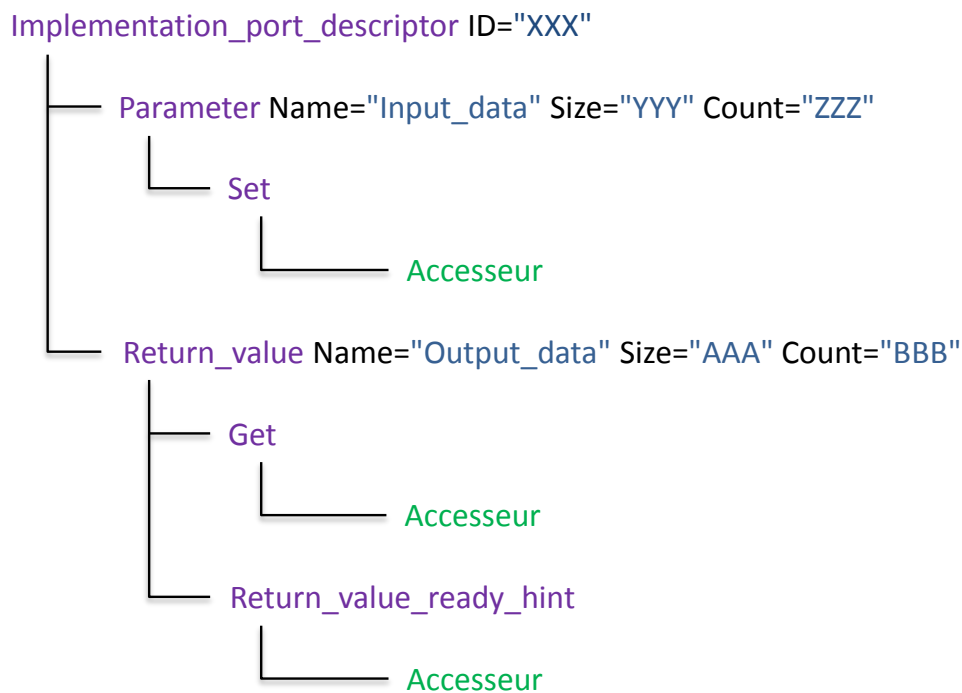 Implementation_port_descriptor ID="XXX"
Parameter Name="Input_data" Size="YYY" Count="ZZZ"
Set
Accesseur
Return_value Name="Output_data" Size="AAA" Count="BBB"
Get
Accesseur
Return_value_ready_hint
Accesseur